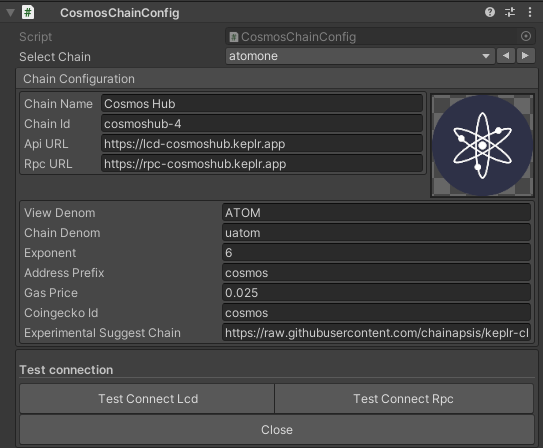 CosmosChainConfig
Script CosmosChainConfig
Select Chain atomone
Chain Configuration
Chain Name Cosmos Hub
Chain Id cosmoshub-4
Api URL https://lcd-cosmoshub.keplr.app
Rpc URL https://rpc-cosmoshub.keplr.app
View Denom ATOM
Chain Denom uatom
Exponent 6
Address Prefix cosmos
Gas Price 0.025
Coingecko Id cosmos
Experimental Suggest Chain https://raw.githubusercontent.com/chainapsis/keplr-cl
Test connection
Test Connect Lcd Test Connect Rpc
Close